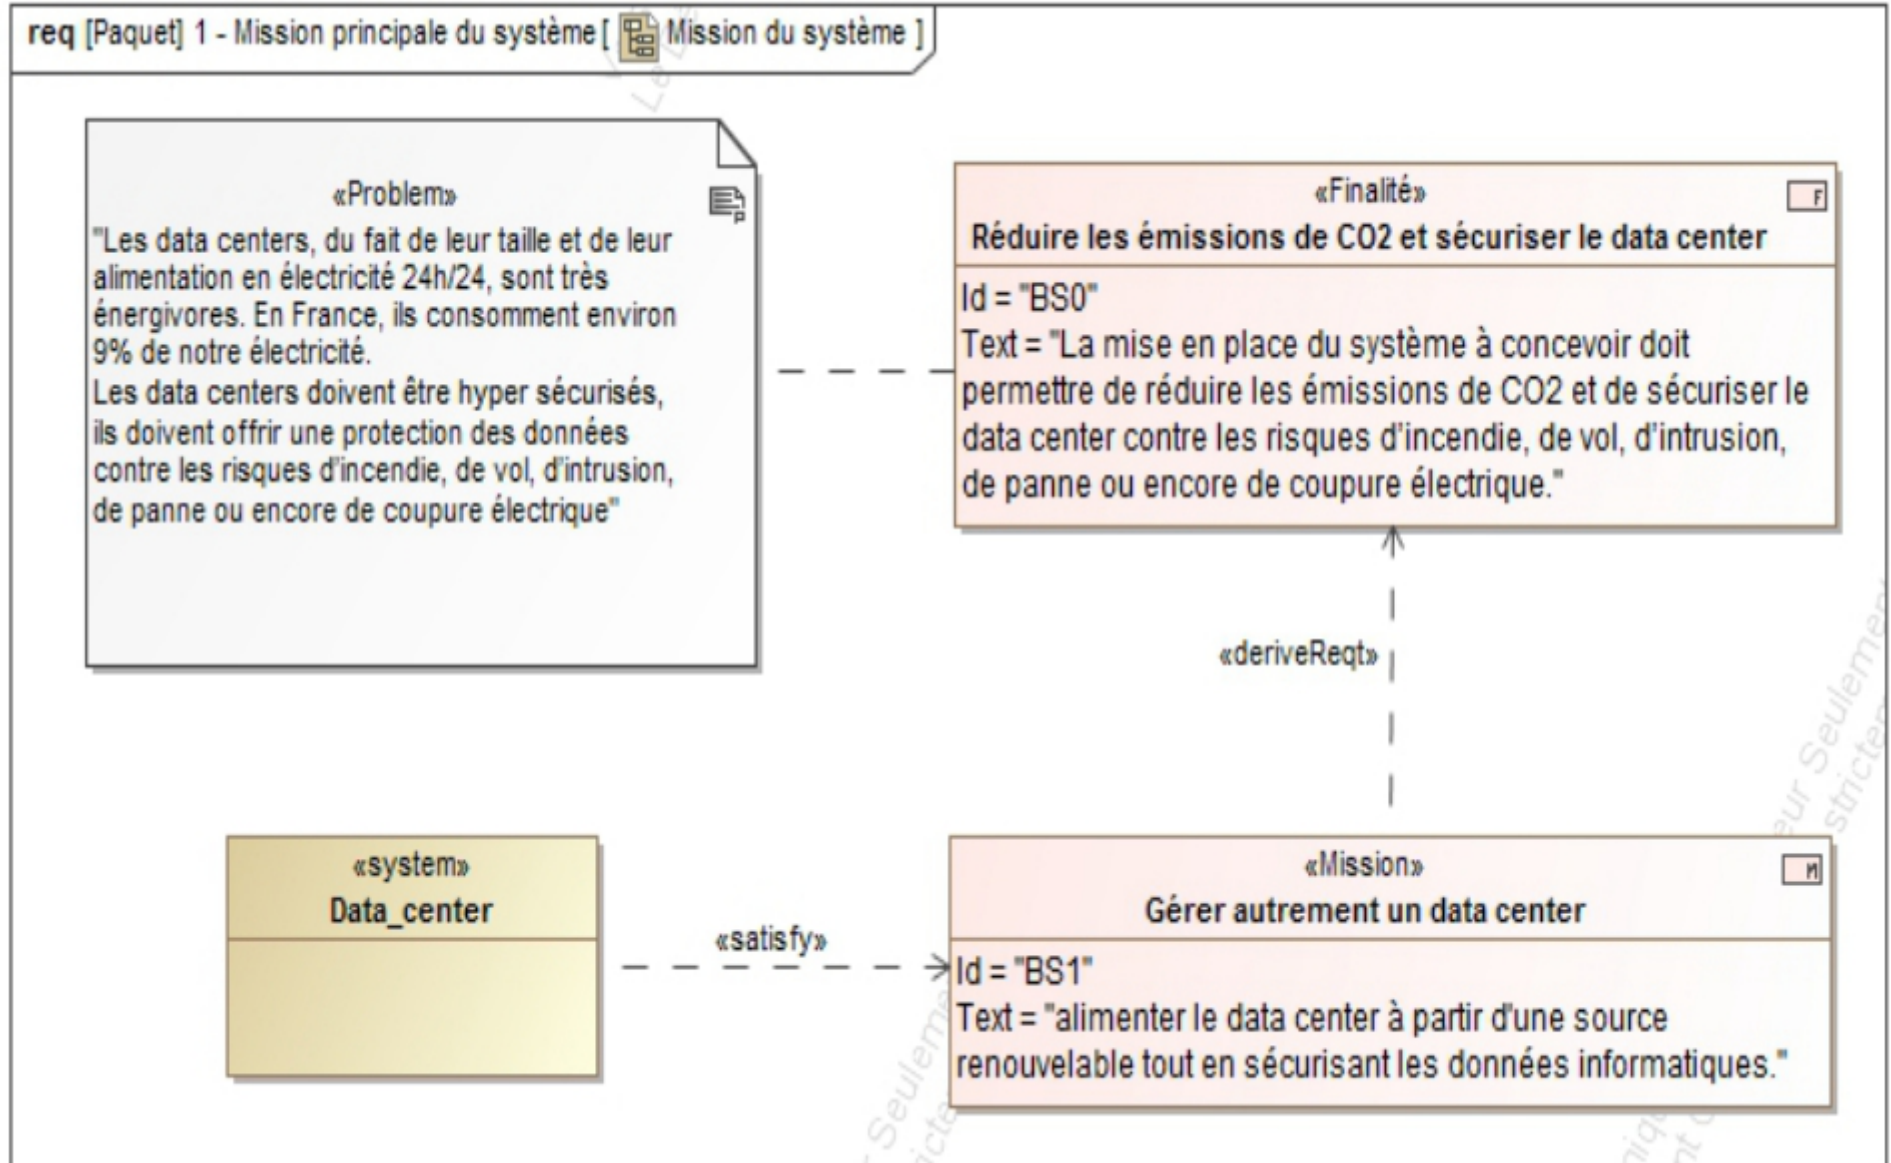 req [Paquet] 1 - Mission principale du système [ Mission du système ]
«Problem»
"Les data centers, du fait de leur taille et de leur
alimentation en électricité 24h/24, sont très
énergivores. En France, ils consomment environ
9% de notre électricité.
Les data centers doivent être hyper sécurisés,
ils doivent offrir une protection des données
contre les risques d'incendie, de vol, d'intrusion,
de panne ou encore de coupure électrique"
«Finalité»
F
Réduire les émissions de CO2 et sécuriser le data center
Id = "BS0"
Text = "La mise en place du système à concevoir doit
permettre de réduire les émissions de CO2 et de sécuriser le
data center contre les risques d'incendie, de vol, d'intrusion,
de panne ou encore de coupure électrique."
«deriveReqt»
«system»
Data_center
«satisfy»
«Mission»
M
Gérer autrement un data center
Id = "BS1"
Text = "alimenter le data center à partir d'une source
renouvelable tout en sécurisant les données informatiques."